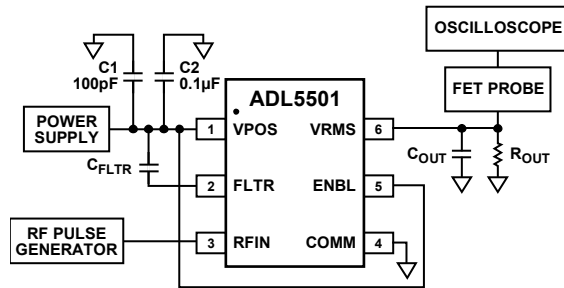 OSCILLOSCOPE
C1
100pF
C2
0.1µF
FET PROBE
ADL5501
POWER
SUPPLY
1 VPOS VRMS 6
CFLTR
COUT
ROUT
2 FLTR ENBL 5
RF PULSE
GENERATOR
3 RFIN COMM 4